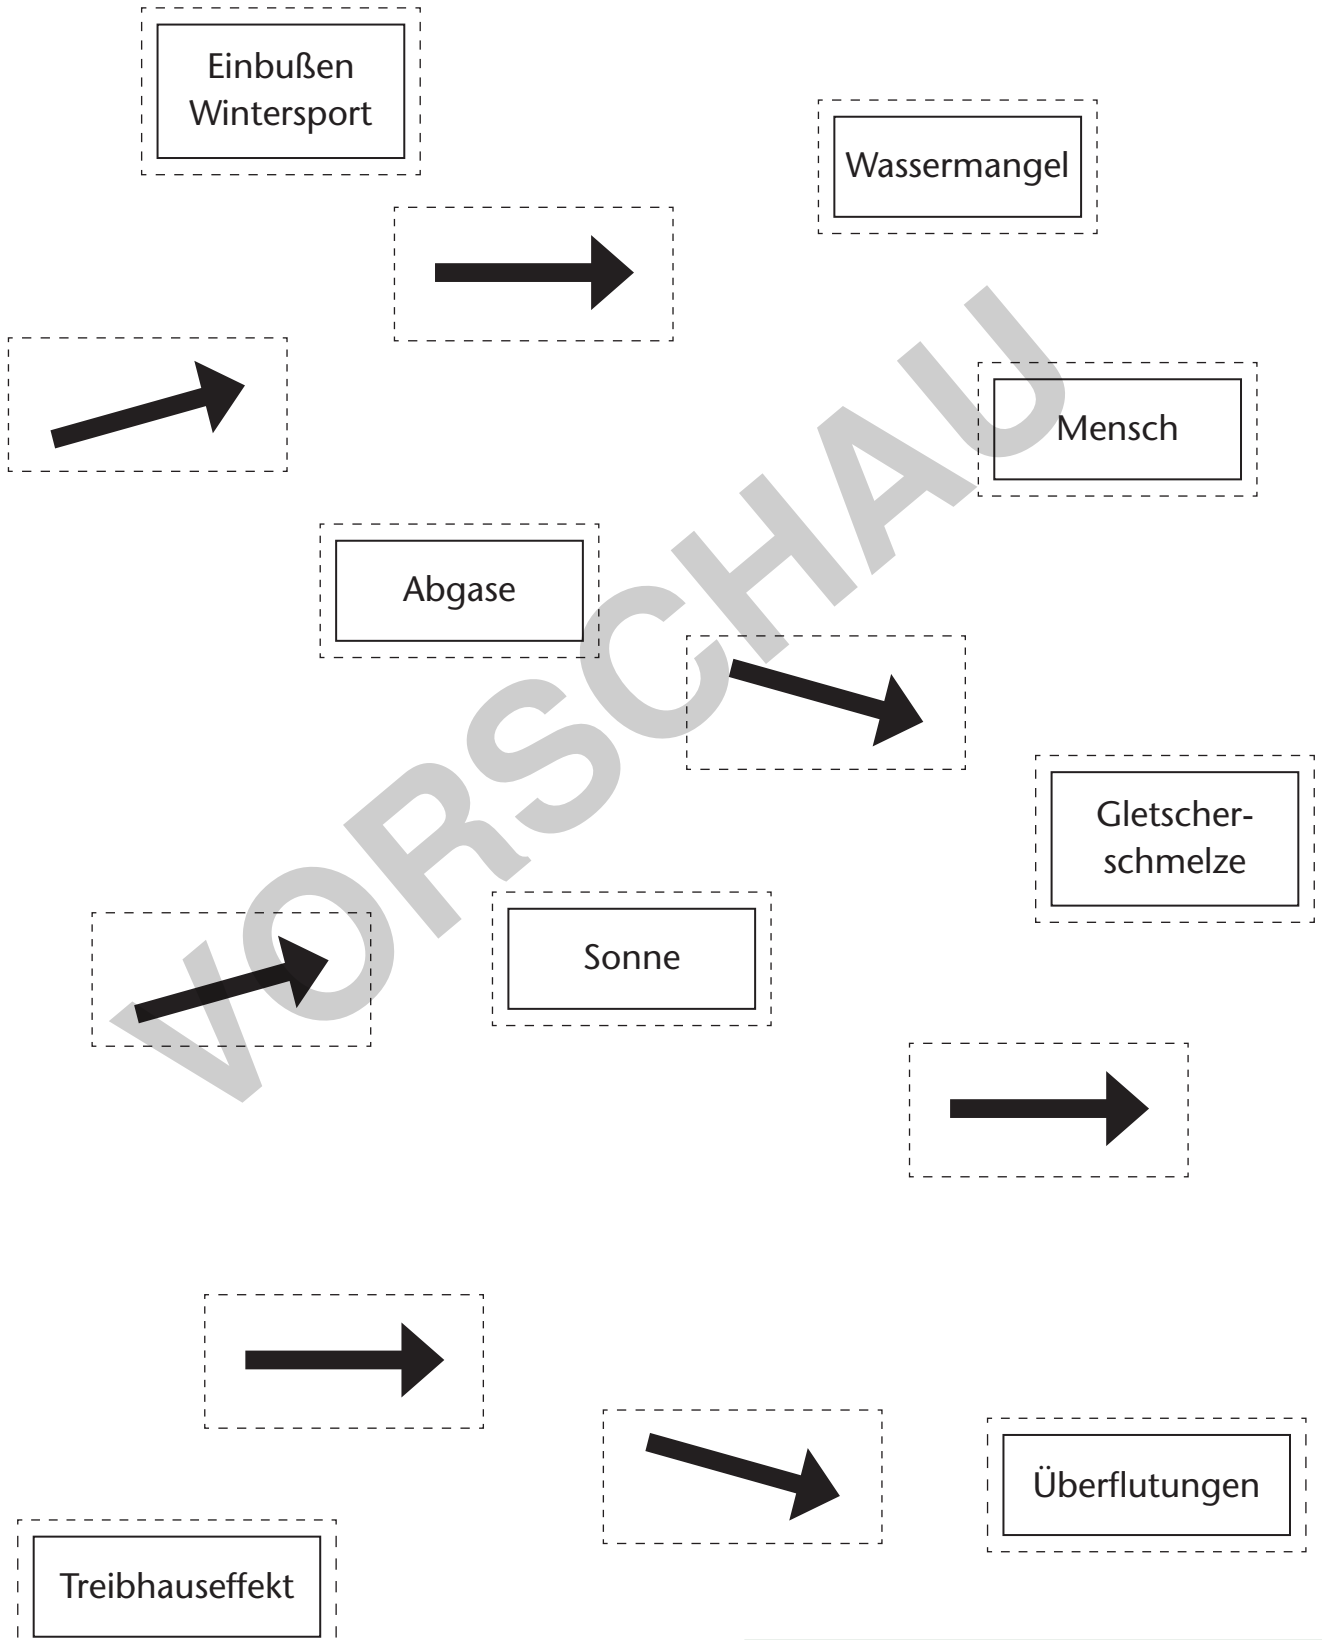 Einbußen
Wintersport
Wassermangel
Mensch
Abgase
Gletscher-
schmelze
Sonne
Überflutungen
Treibhauseffekt
VORSCHAU